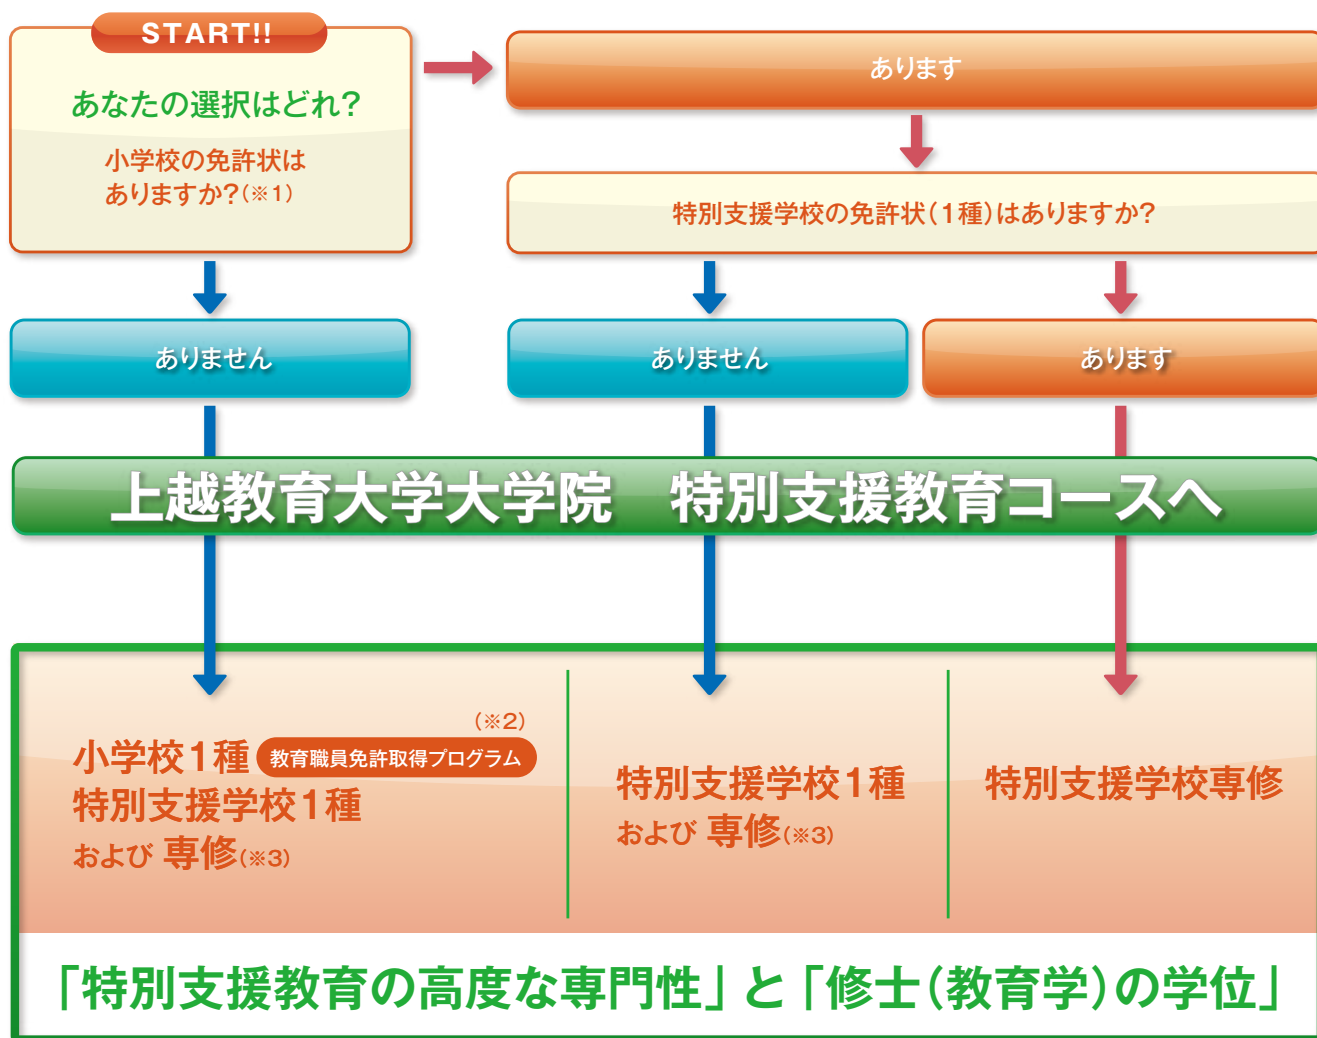 START!!
あなたの選択はどれ?
小学校の免許状は
ありますか?(※1)
あります
特別支援学校の免許状(1種)はありますか?
ありません
ありません
あります
上越教育大学大学院　特別支援教育コースへ
(※2)
小学校1種 教育職員免許取得プログラム
特別支援学校1種
および 専修(※3)
特別支援学校1種
および 専修(※3)
特別支援学校専修
「特別支援教育の高度な専門性」と「修士(教育学)の学位」